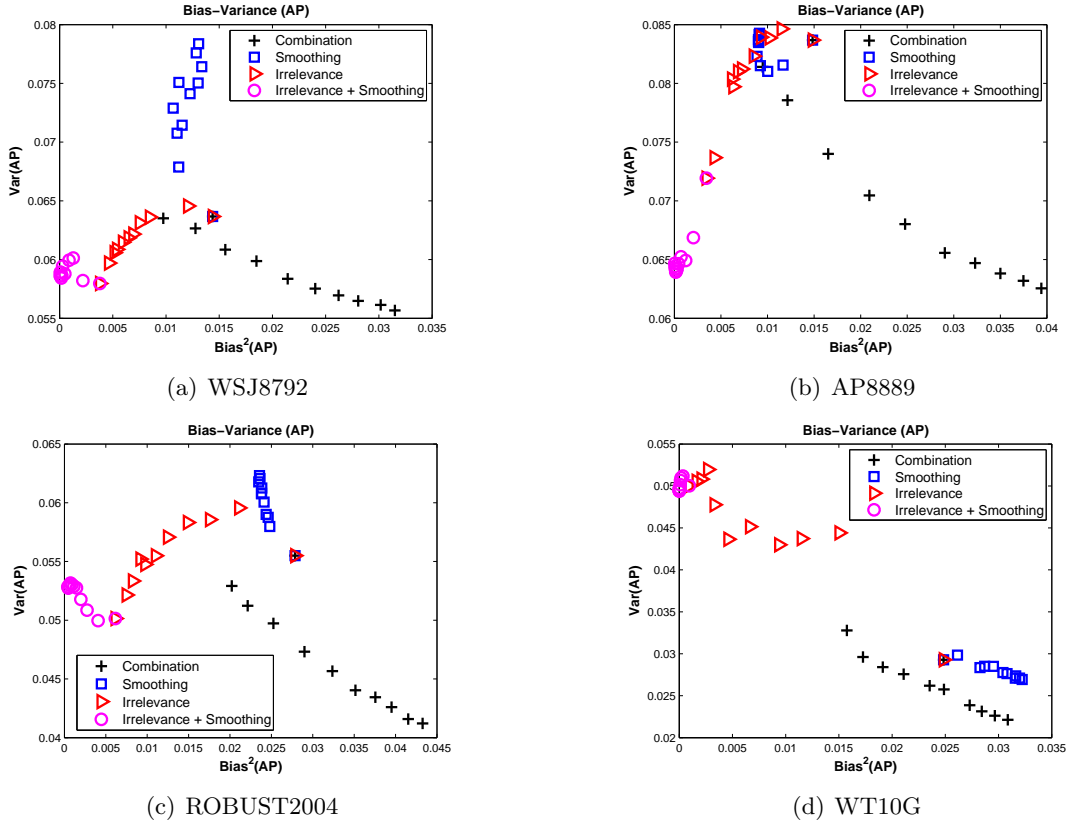 Bias−Variance (AP)
0.08
0.075
0.07
0.065
0.06
0.055
Var(AP)
Combination
Smoothing
Irrelevance
Irrelevance + Smoothing
0 0.005 0.01 0.015 0.02 0.025 0.03 0.035
Bias²(AP)
(a) WSJ8792
Bias−Variance (AP)
0.085
0.08
0.075
0.07
0.065
0.06
Var(AP)
Combination
Smoothing
Irrelevance
Irrelevance + Smoothing
0 0.005 0.01 0.015 0.02 0.025 0.03 0.035 0.04
Bias²(AP)
(b) AP8889
Bias−Variance (AP)
0.065
0.06
0.055
0.05
0.045
0.04
Var(AP)
Combination
Smoothing
Irrelevance
Irrelevance + Smoothing
0 0.005 0.01 0.015 0.02 0.025 0.03 0.035 0.04 0.045
Bias²(AP)
(c) ROBUST2004
Bias−Variance (AP)
0.055
0.05
0.045
0.04
0.035
0.03
0.025
0.02
Var(AP)
Combination
Smoothing
Irrelevance
Irrelevance + Smoothing
0 0.005 0.01 0.015 0.02 0.025 0.03 0.035
Bias²(AP)
(d) WT10G